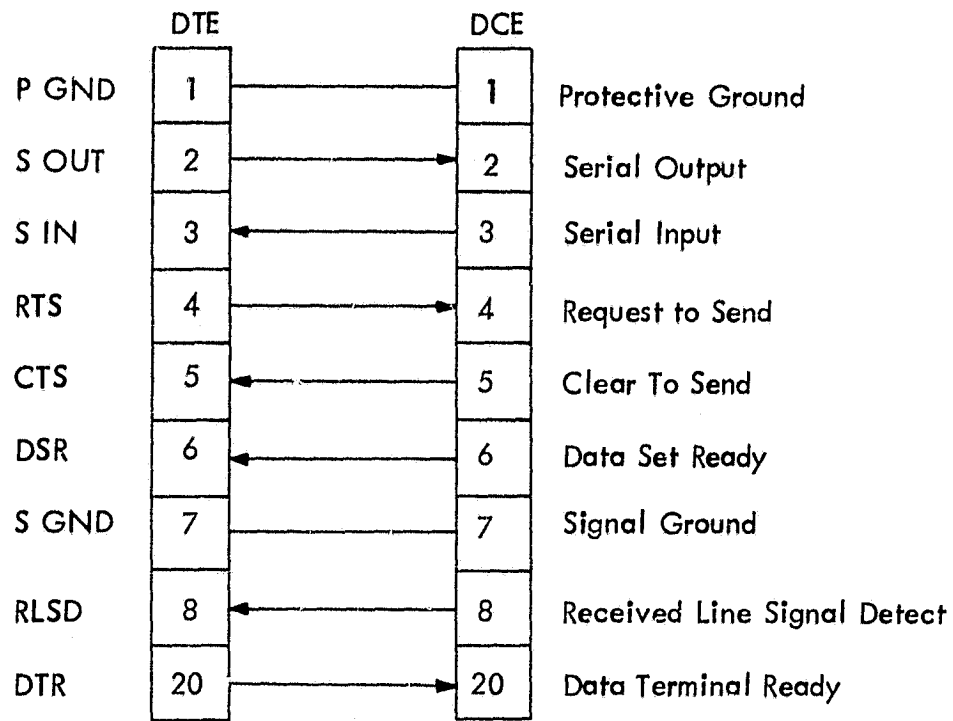 DTE DCE
P GND 1 1 Protective Ground
S OUT 2 2 Serial Output
S IN 3 3 Serial Input
RTS 4 4 Request to Send
CTS 5 5 Clear To Send
DSR 6 6 Data Set Ready
S GND 7 7 Signal Ground
RLSD 8 8 Received Line Signal Detect
DTR 20 20 Data Terminal Ready